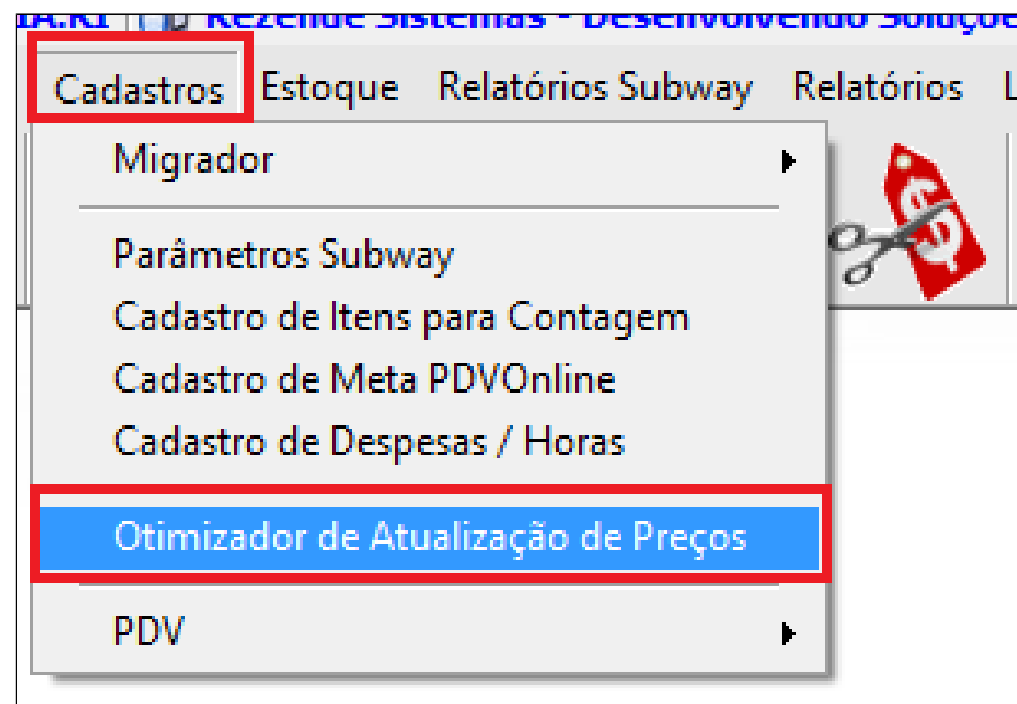 Rezende Sistemas - Desenvolvendo
Cadastros Estoque Relatórios Subway Relatórios
Migrador
Parâmetros Subway
Cadastro de Itens para Contagem
Cadastro de Meta PDVOnline
Cadastro de Despesas / Horas
Otimizador de Atualização de Preços
PDV